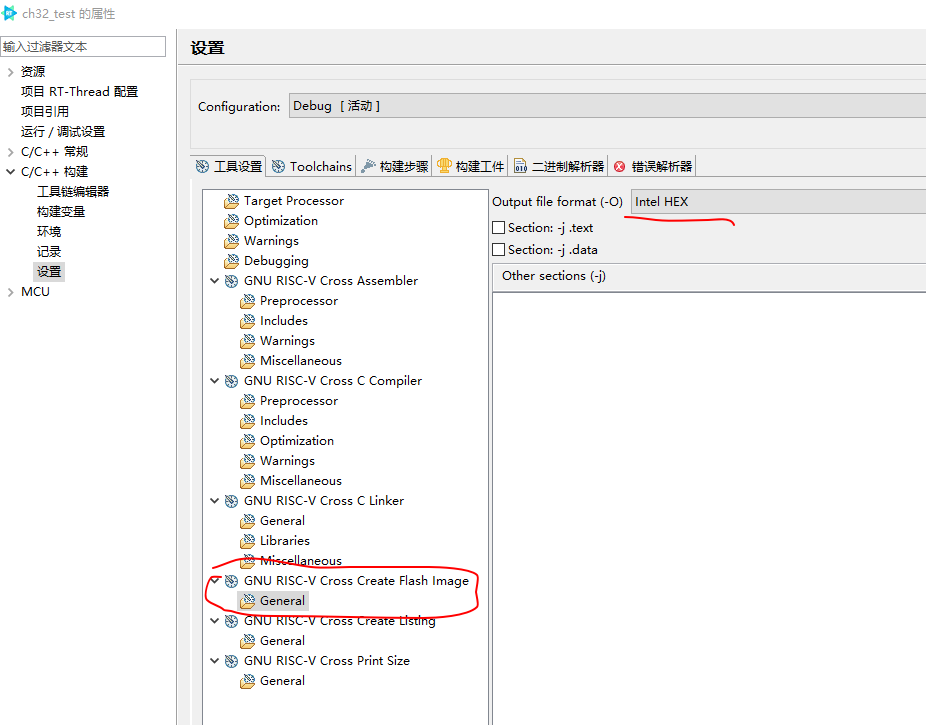 ch32_test 的属性
输入过滤器文本
资源
项目 RT-Thread 配置
项目引用
运行 / 调试设置
C/C++ 常规
C/C++ 构建
工具链编辑器
构建变量
环境
记录
设置
MCU
设置
Configuration: Debug [ 活动 ]
工具设置 Toolchains 构建步骤 构建工件 二进制解析器 错误解析器
Target Processor
Optimization
Warnings
Debugging
GNU RISC-V Cross Assembler
Preprocessor
Includes
Warnings
Miscellaneous
GNU RISC-V Cross C Compiler
Preprocessor
Includes
Optimization
Warnings
Miscellaneous
GNU RISC-V Cross C Linker
General
Libraries
Miscellaneous
GNU RISC-V Cross Create Flash Image
General
GNU RISC-V Cross Create Listing
General
GNU RISC-V Cross Print Size
General
Output file format (-O) Intel HEX
Section: -j .text
Section: -j .data
Other sections (-j)